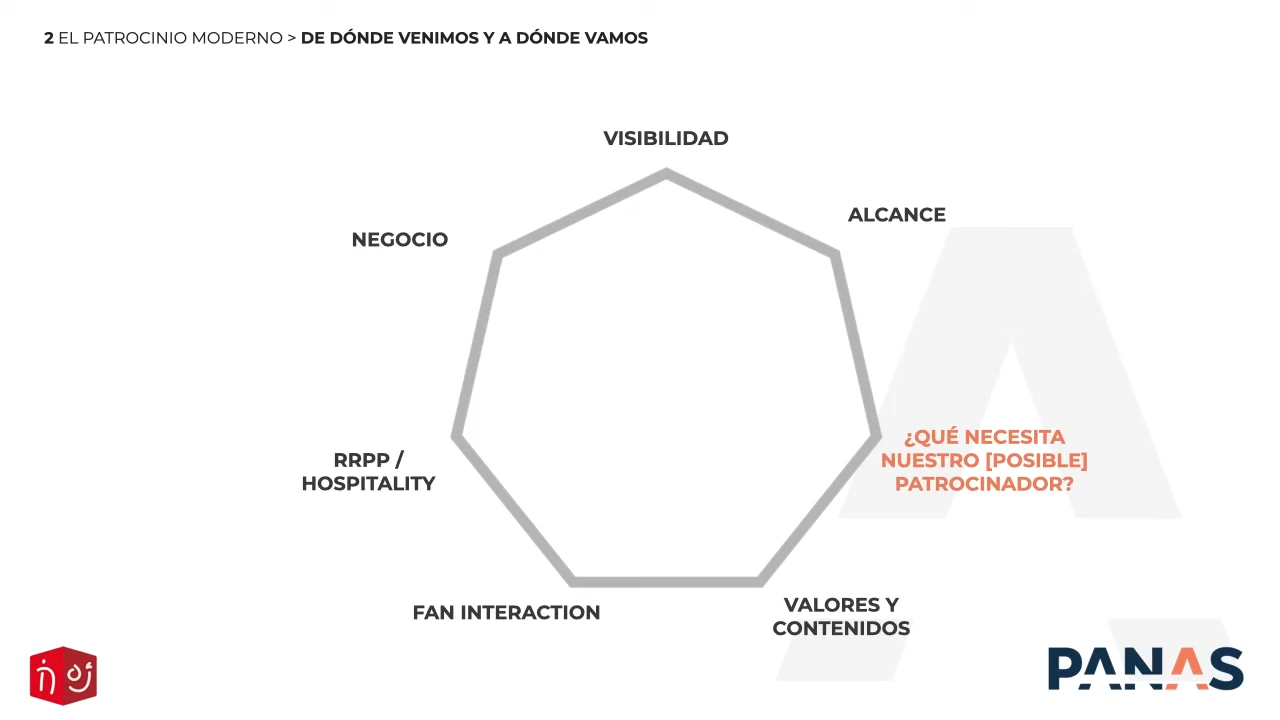 2 EL PATROCINIO MODERNO > DE DÓNDE VENIMOS Y A DÓNDE VAMOS
VISIBILIDAD
ALCANCE
NEGOCIO
¿QUÉ NECESITA
NUESTRO [POSIBLE]
PATROCINADOR?
RRPP /
HOSPITALITY
FAN INTERACTION
VALORES Y
CONTENIDOS
PANAS